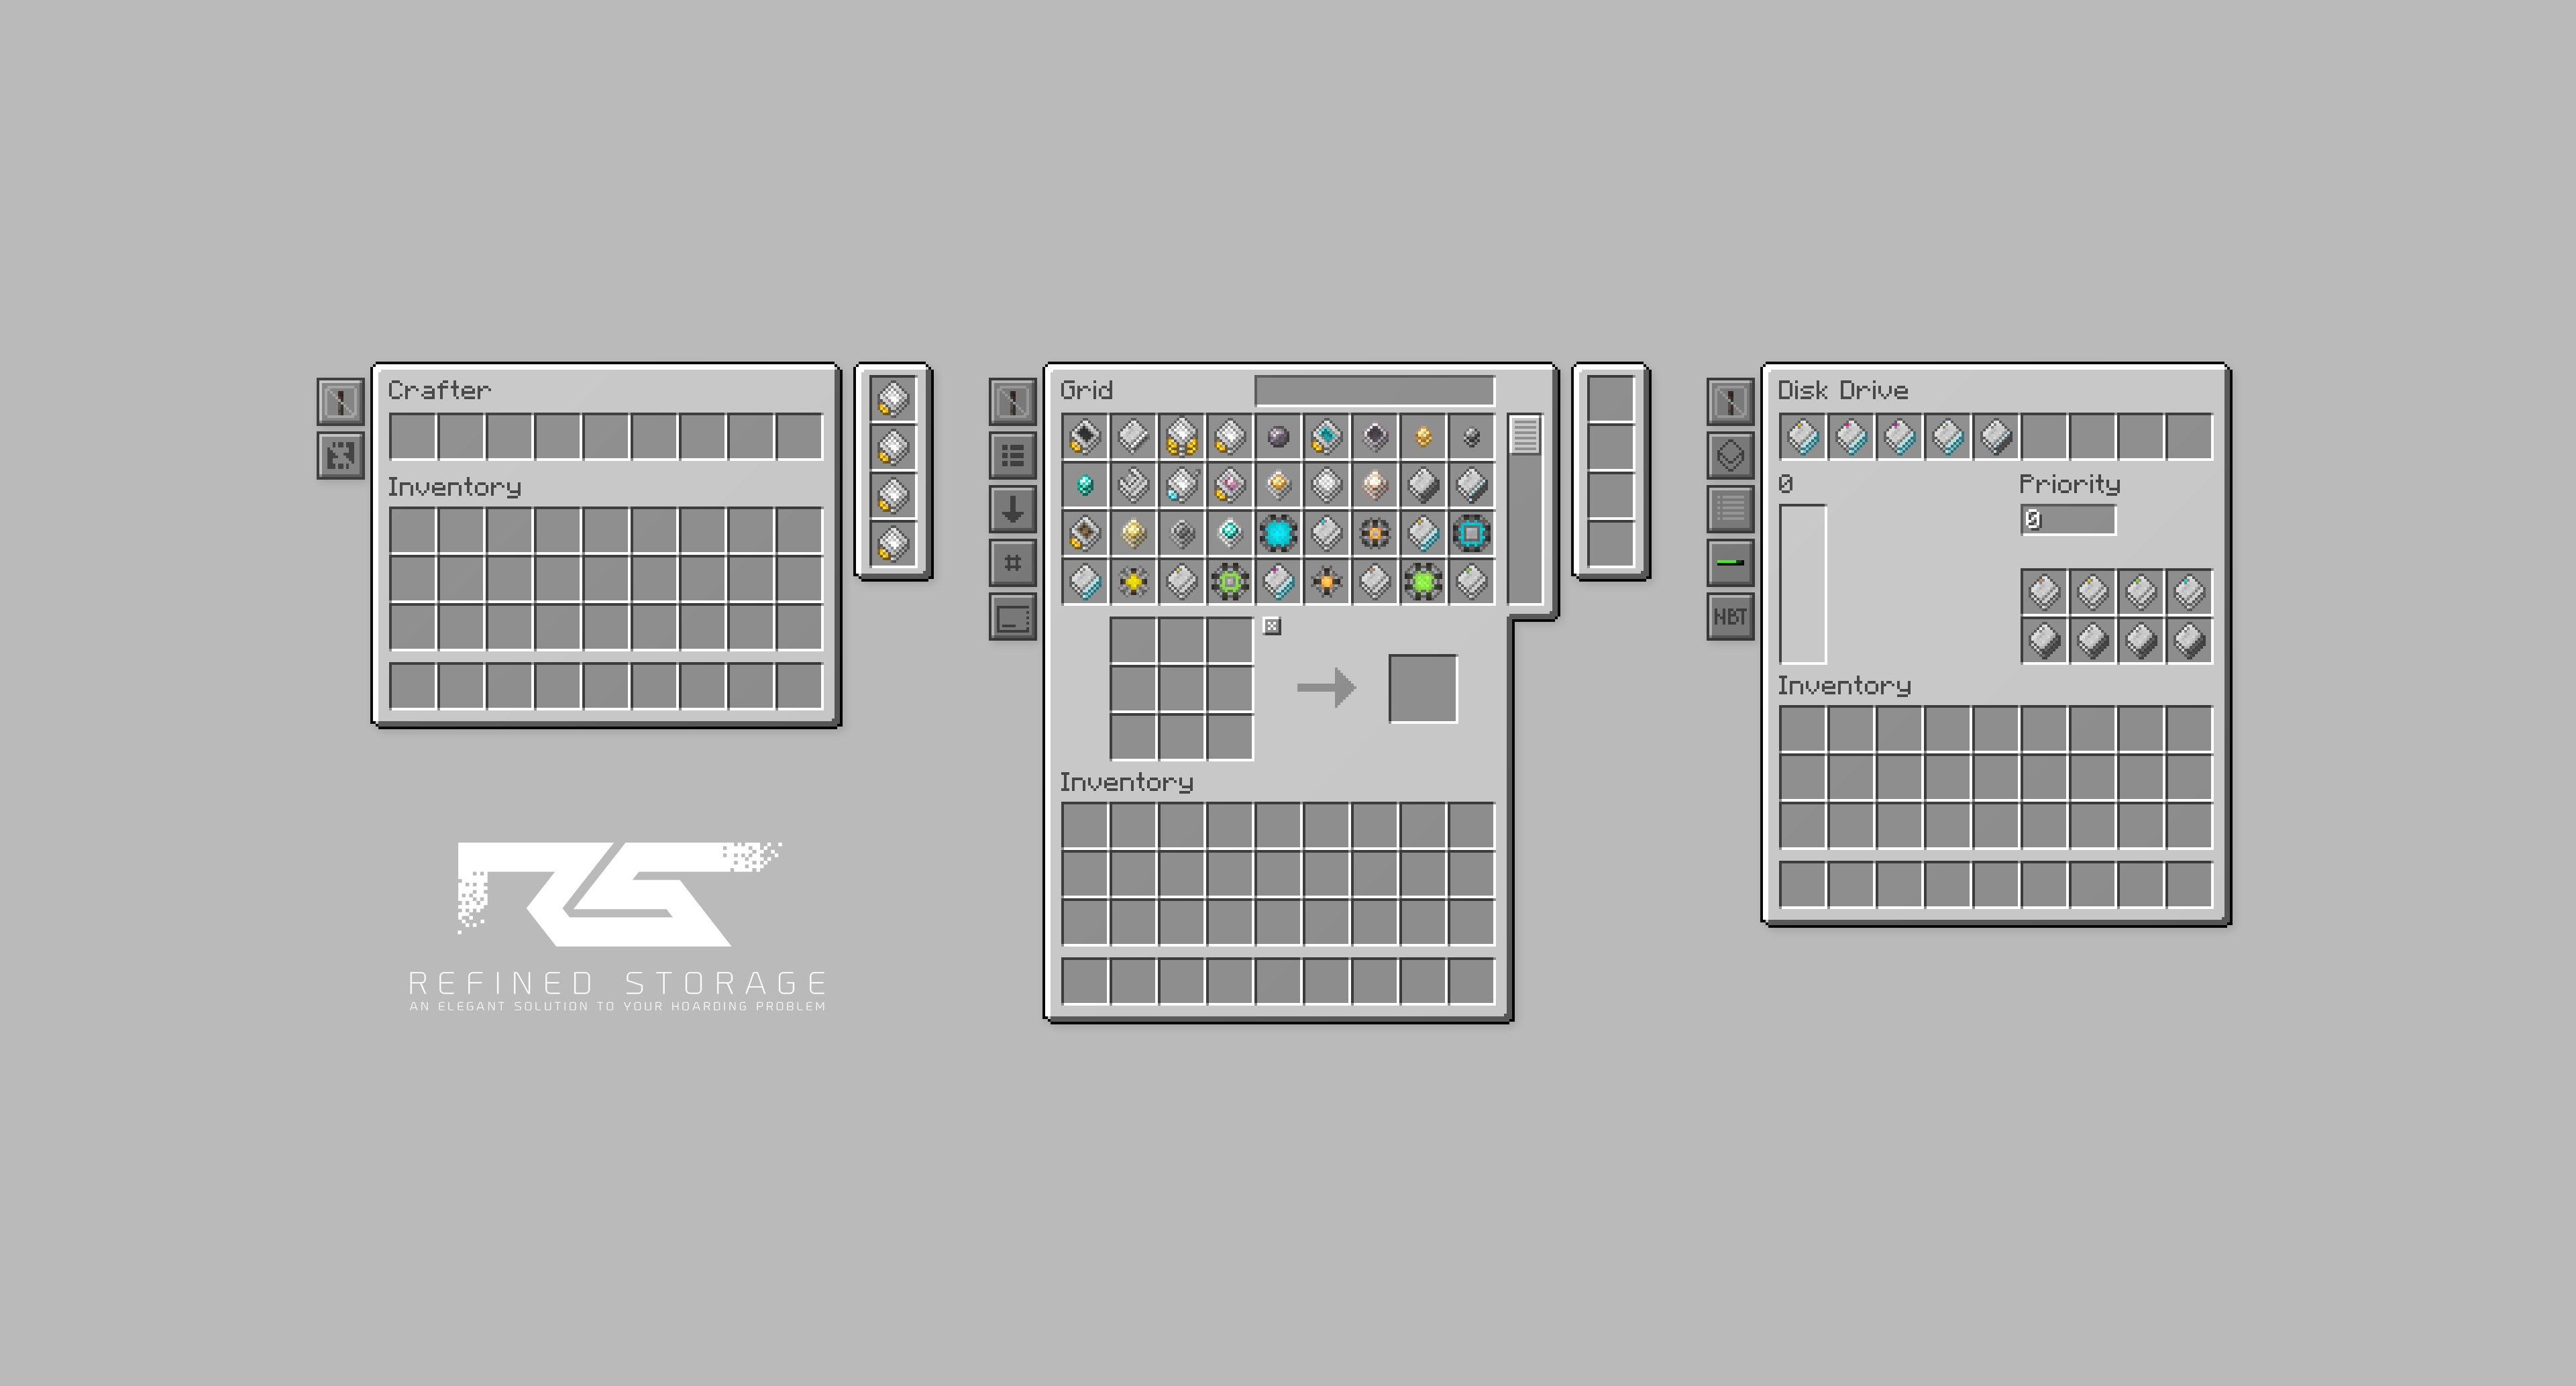 Crafter
Inventory
REFINED STORAGE
AN ELEGANT SOLUTION TO YOUR HOARDING PROBLEM
Grid
#
Inventory
Disk Drive
0
Priority
0
NBT
Inventory